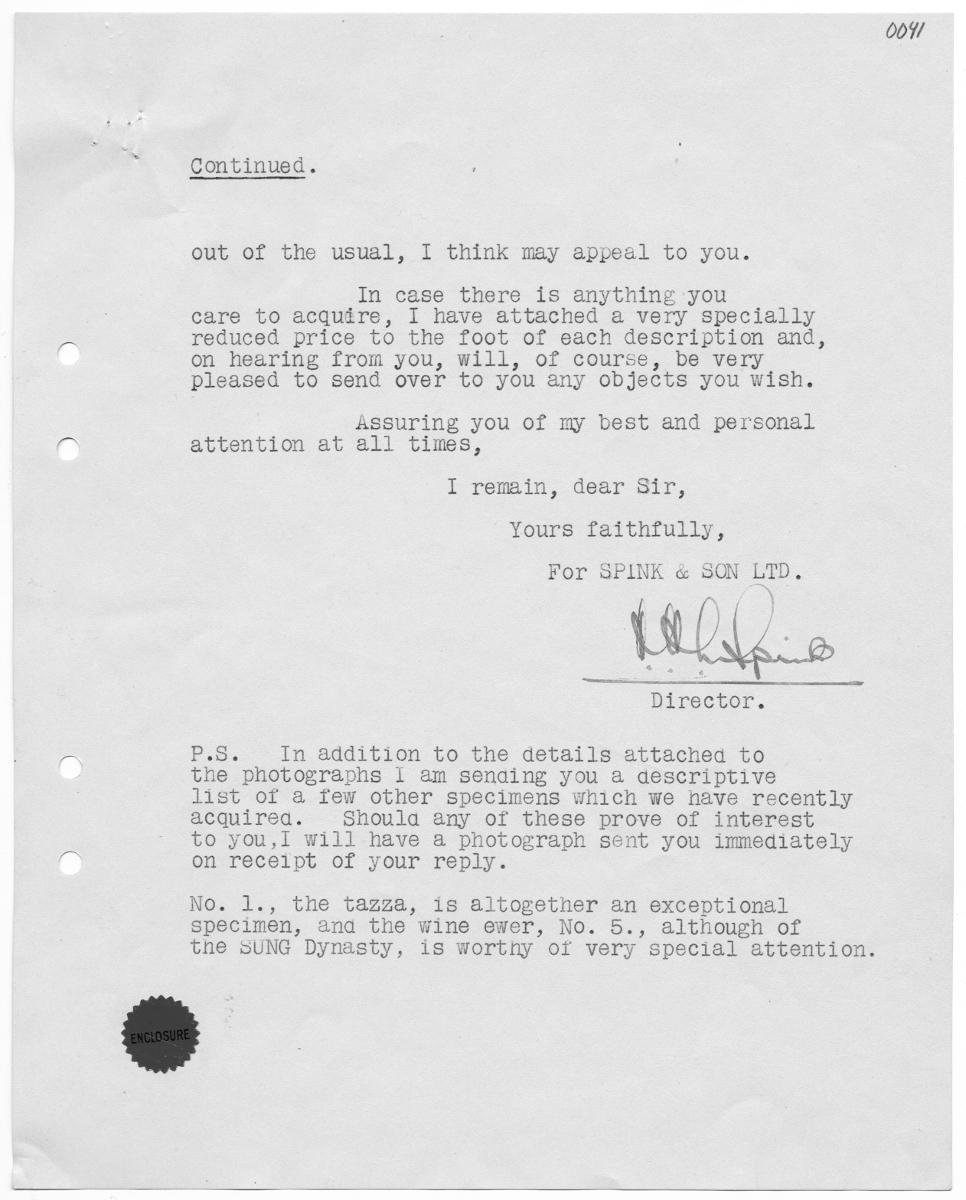 0041
Continued.
out of the usual, I think may appeal to you.
In case there is anything you
care to acquire, I have attached a very specially
reduced price to the foot of each description and,
on hearing from you, will, of course, be very
pleased to send over to you any objects you wish.
Assuring you of my best and personal
attention at all times,
I remain, dear Sir,
Yours faithfully,
For SPINK & SON LTD.
Spink
Director.
P.S. In addition to the details attached to
the photographs I am sending you a descriptive
list of a few other specimens which we have recently
acquired. Should any of these prove of interest
to you,I will have a photograph sent you immediately
on receipt of your reply.
No. 1., the tazza, is altogether an exceptional
specimen, and the wine ewer, No. 5., although of
the SUNG Dynasty, is worthy of very special attention.
ENCLOSURE